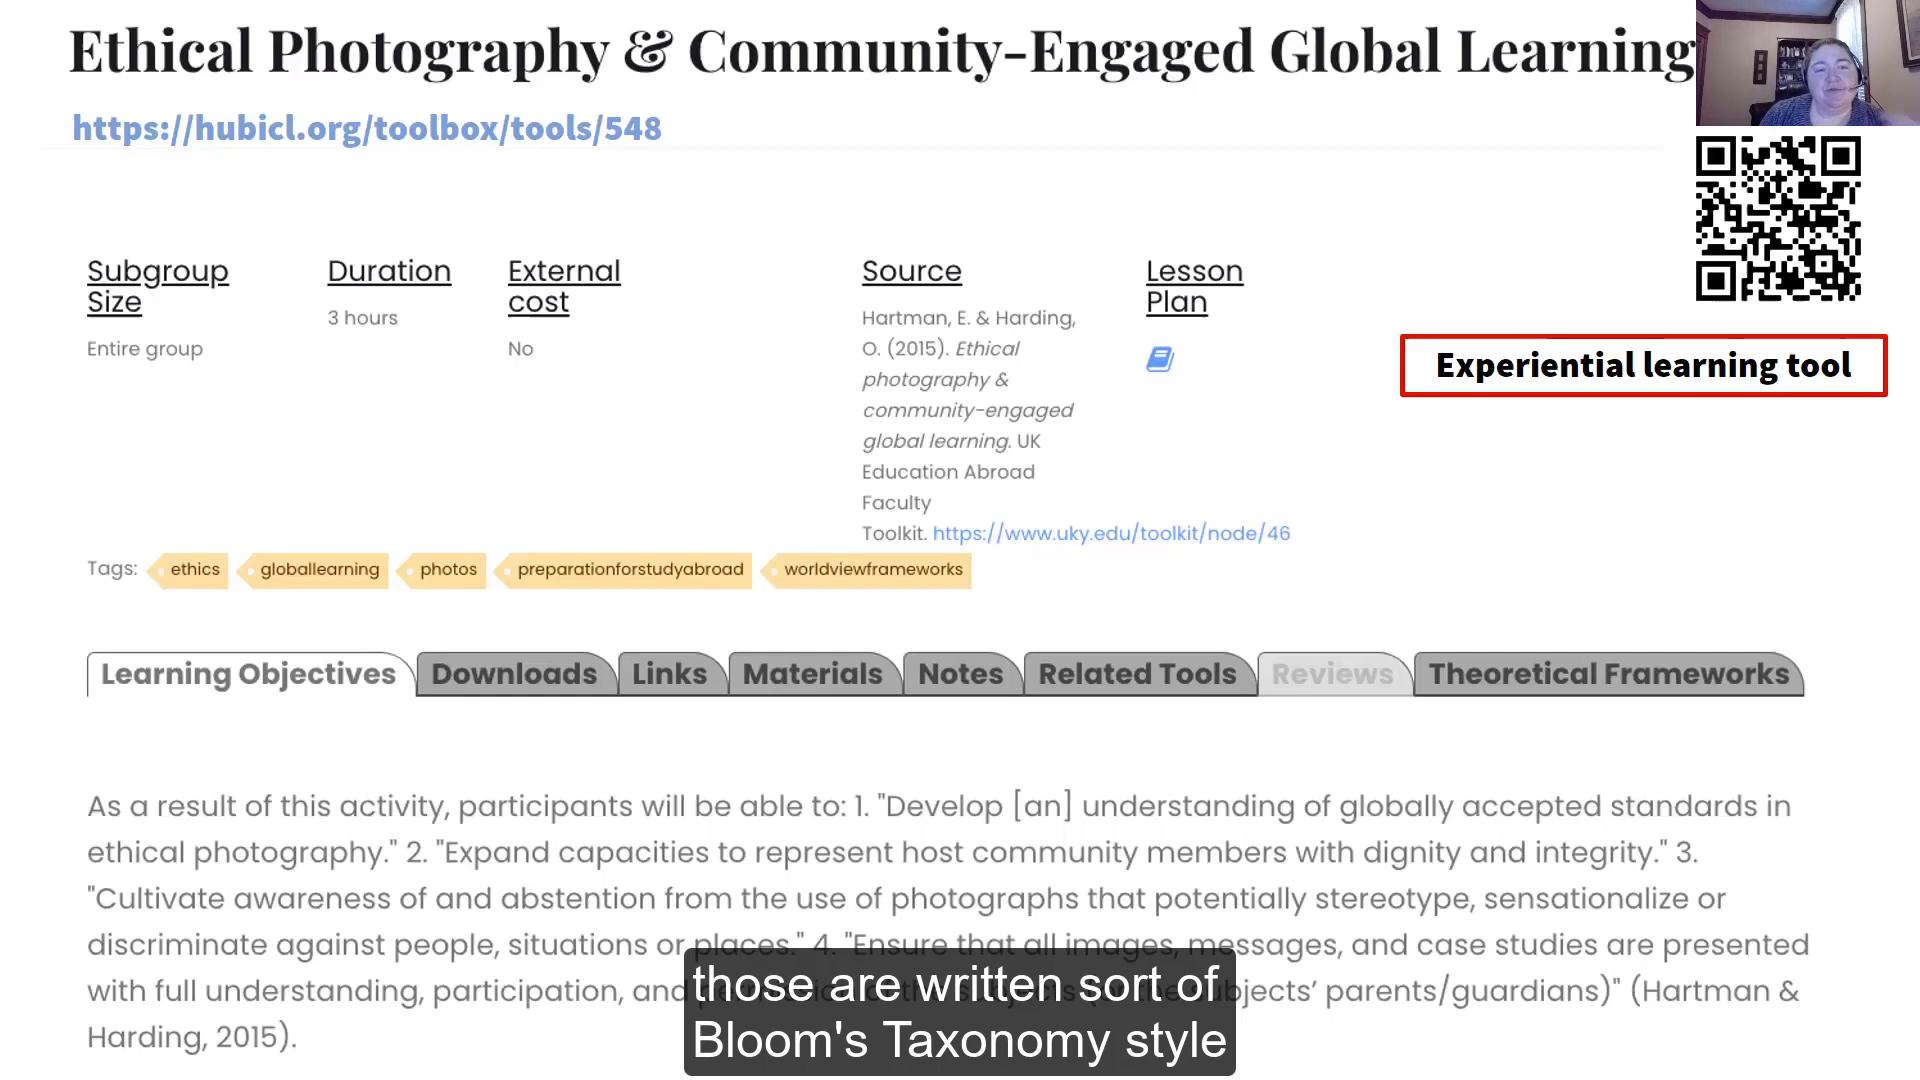 Ethical Photography & Community-Engaged Global Learning
https://hubicl.org/toolbox/tools/548
Subgroup
Size
Entire group
Duration
3 hours
External
cost
No
Source
Hartman, E. & Harding,
O. (2015). Ethical
photography &
community-engaged
global learning. UK
Education Abroad
Faculty
Toolkit. https://www.uky.edu/toolkit/node/46
Lesson
Plan
Experiential learning tool
Tags: ethics globallearning photos preparationforstudyabroad worldviewframeworks
Learning Objectives Downloads Links Materials Notes Related Tools Reviews Theoretical Frameworks
As a result of this activity, participants will be able to: 1. "Develop [an] understanding of globally accepted standards in
ethical photography." 2. "Expand capacities to represent host community members with dignity and integrity." 3.
"Cultivate awareness of and abstention from the use of photographs that potentially stereotype, sensationalize or
discriminate against people, situations or places." 4. "Ensure that all images, messages, and case studies are presented
with full understanding, participation, and subjects' parents/guardians)" (Hartman &
Harding, 2015).
those are written sort of
Bloom's Taxonomy style